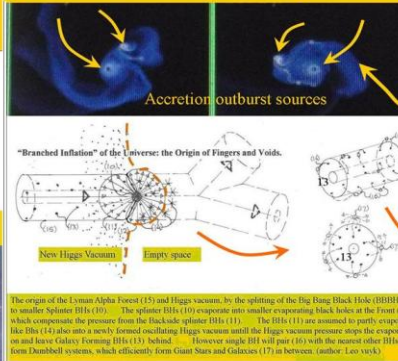 Accretion outburst sources
"Branched Inflation" of the Universe: the Origin of Fingers and Voids.
13
New Higgs Vacuum
Empty space
13
The origin of the Lyman Alpha Forest (15) and Higgs vacuum, by the splitting of the Big Bang Black Hole (BBBH
to smaller Splinter BHs (10). The splinter BHs (10) evaporate into smaller evaporating black holes at the Front (
which compensate the pressure from the Backside splinter BHs (11). The BHs (11) are assumed to partly evapor
like Bhs (14) also into a newly formed oscillating Higgs vacuum untill the Higgs vacuum pressure stops the evapor
on and leave Galaxy Forming BHs (13) behind. However single BH will pair (16) with the nearest other BHs
form Dumbbell systems, which efficiently form Giant Stars and Galaxies (17) in between. (author: Leo vuyk)